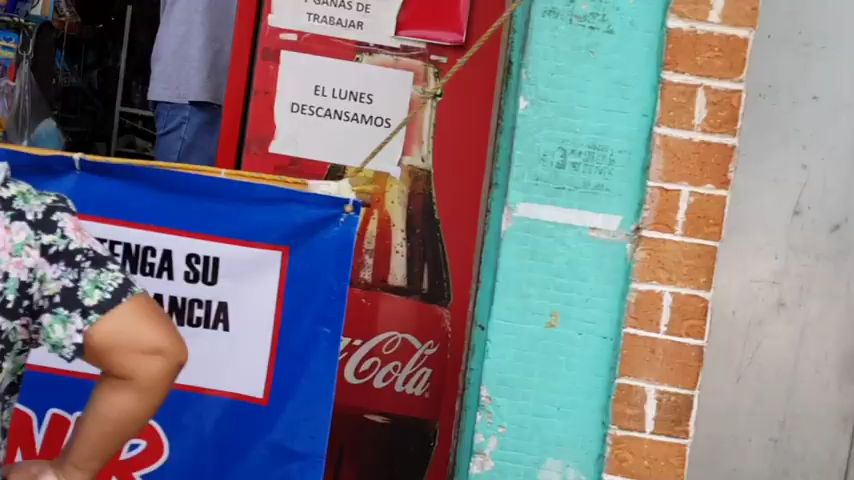 Y GANAS DE
TRABAJAR
EL LUNES
DESCANSAMOS
TENGA SU
ANCIA
Coca-Cola